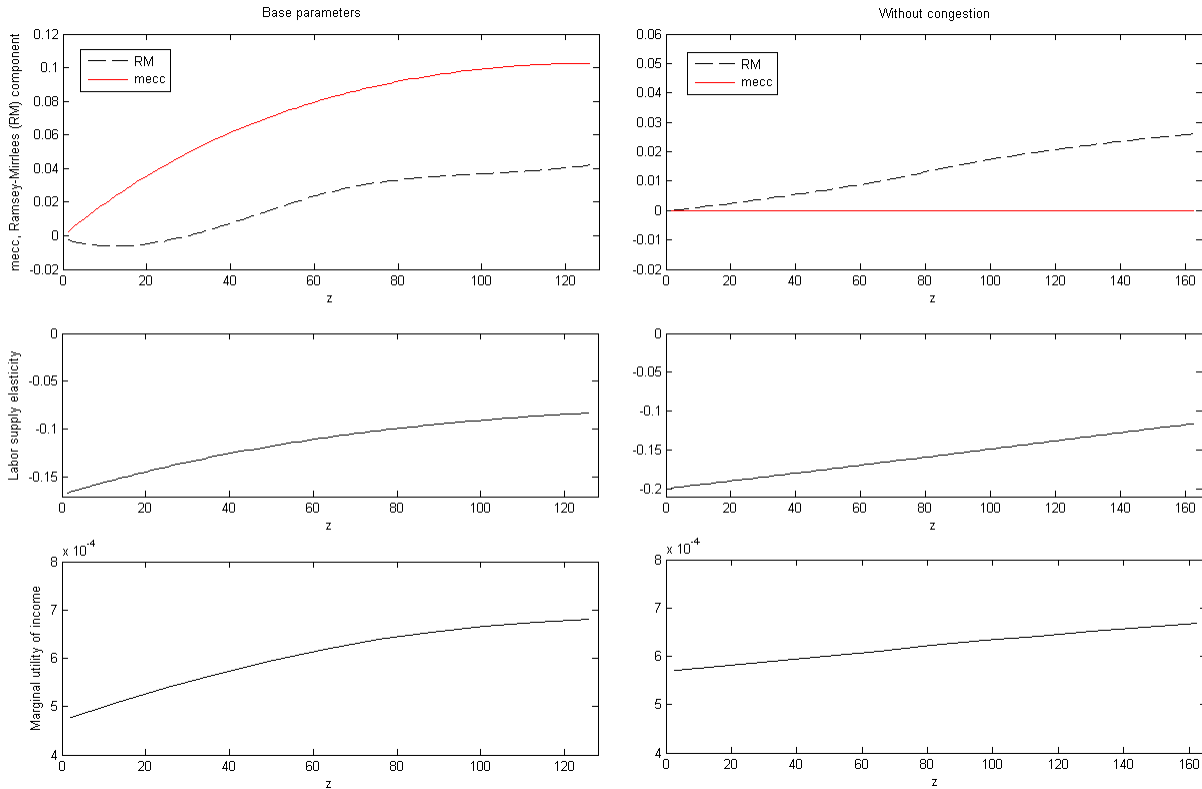 Base parameters
mecc, Ramsey-Mirrlees (RM) component
0.12
0.1
0.08
0.06
0.04
0.02
0
-0.02
RM
mecc
0 20 40 60 80 100 120
z
Without congestion
0.06
0.05
0.04
0.03
0.02
0.01
0
-0.01
-0.02
RM
mecc
0 20 40 60 80 100 120 140 160
z
Labor supply elasticity
0
-0.05
-0.1
-0.15
0 20 40 60 80 100 120
z
0
-0.05
-0.1
-0.15
-0.2
0 20 40 60 80 100 120 140 160
z
Marginal utility of income
x 10^-4
8
7
6
5
4
0 20 40 60 80 100 120
z
x 10^-4
8
7
6
5
4
0 20 40 60 80 100 120 140 160
z